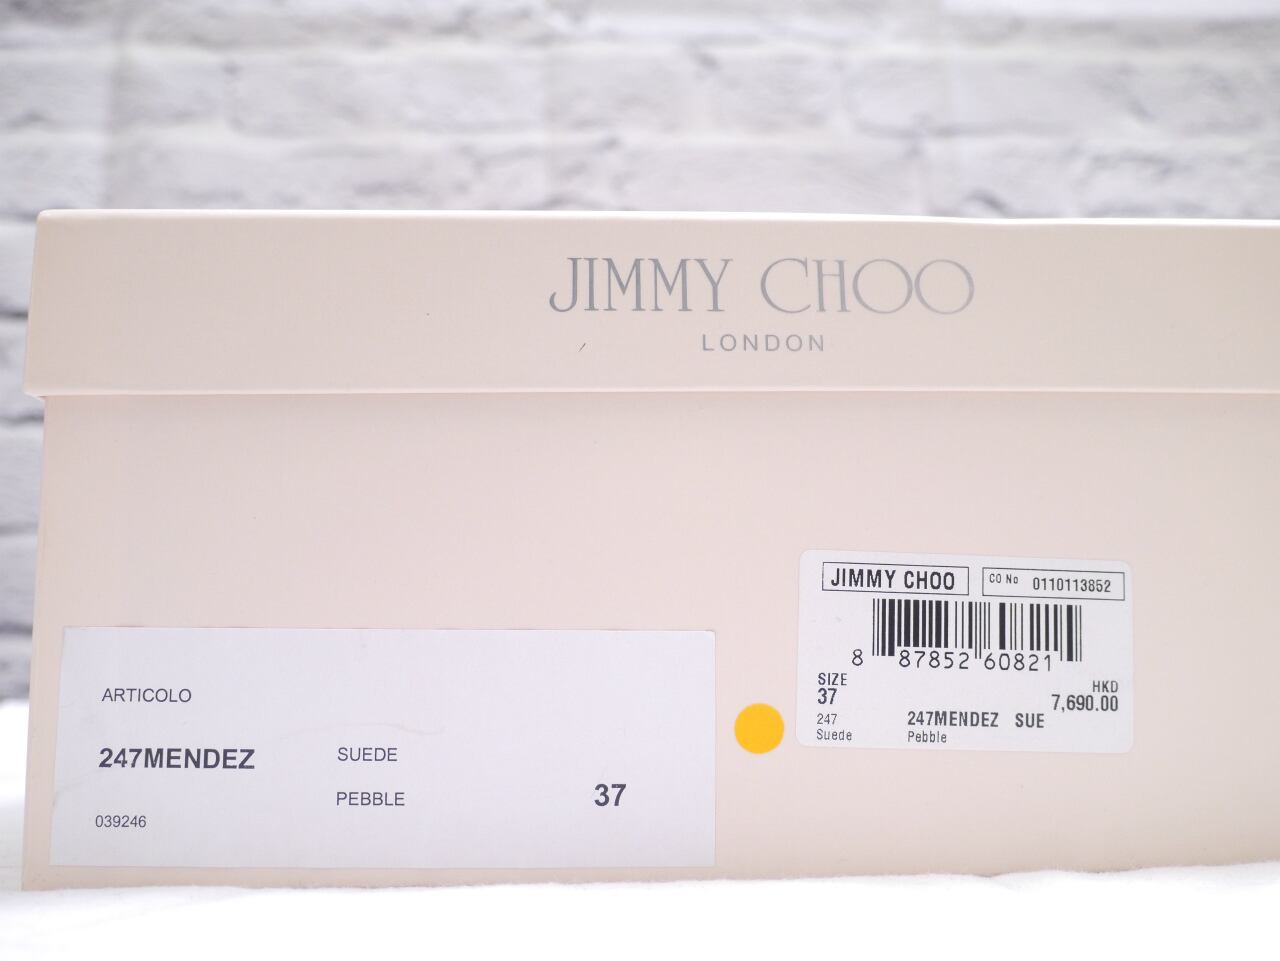 JIMMY CHOO
LONDON
ARTICOLO
247MENDEZ SUEDE
PEBBLE 37
039246
JIMMY CHOO CO No 0110113852
8 87852 60821
SIZE HKD
37 7,690.00
247 247MENDEZ SUE
Suede Pebble